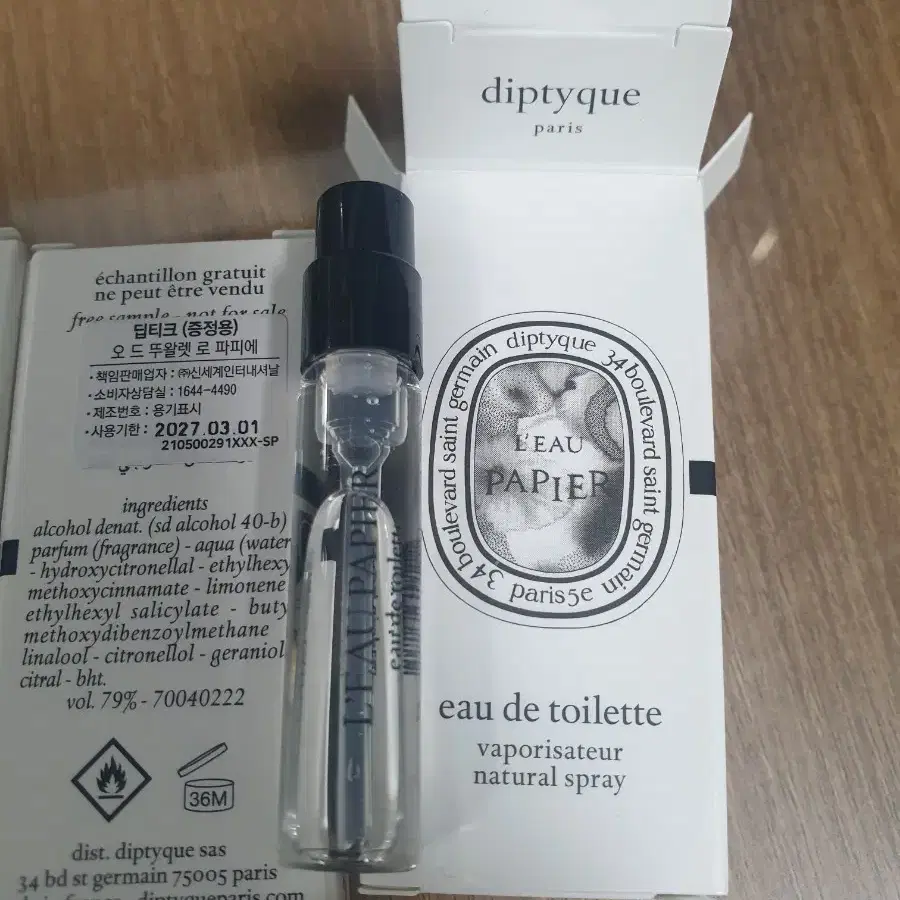 diptyque
paris
échantillon gratuit
ne peut être vendu
free sample - not for sale
딥티크 (증정용)
오 드 뚜왈렛 로 파피에
· 책임판매업자 : ㈜신세계인터내셔날
· 소비자상담실 : 1644-4490
· 제조번호 : 용기표시
· 사용기한 : 2027.03.01
210500291XXX-SP
ingredients
alcohol denat. (sd alcohol 40-b)
parfum (fragrance) - aqua (water
- hydroxycitronellal - ethylhexy
methoxycinnamate - limonene
ethylhexyl salicylate - buty
methoxydibenzoylmethane
linalool - citronellol - geraniol
citral - bht.
vol. 79% - 70040222
36M
dist. diptyque sas
34 bd st germain 75005 paris
diptyqueparis.com
L'EAU PAPIER
eau de toilette
diptyque 34 boulevard saint germain
paris5e
34 boulevard saint germain
L'EAU
PAPIER
eau de toilette
vaporisateur
natural spray